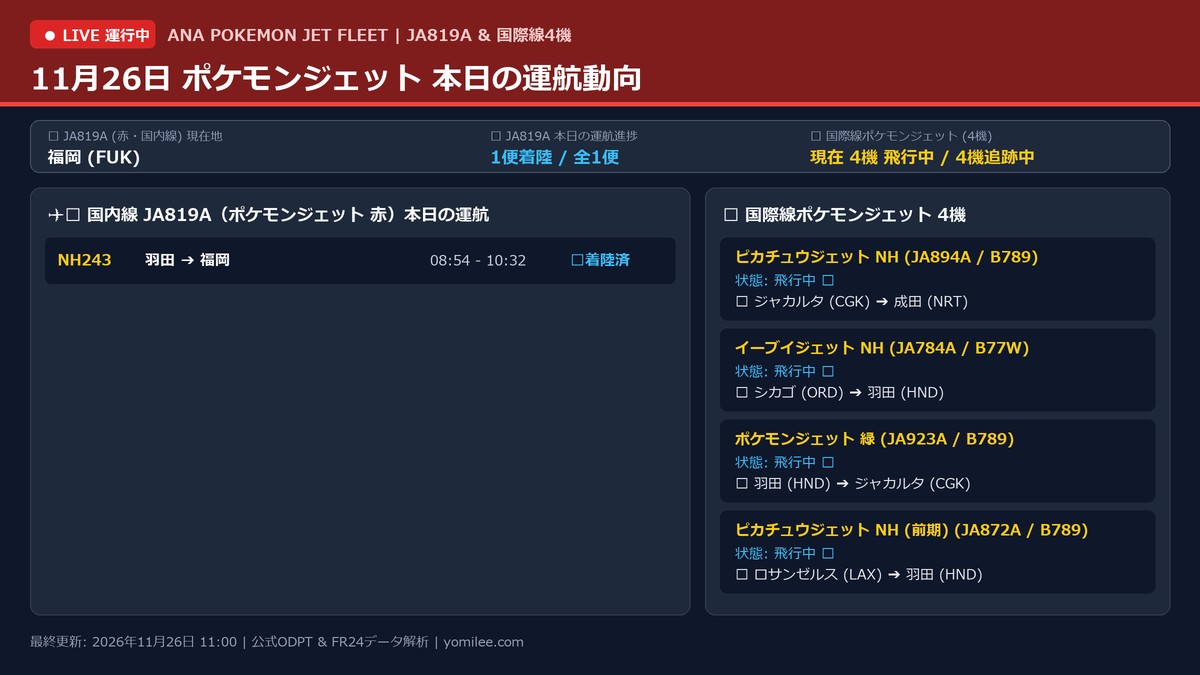 ● LIVE 運行中 ANA POKEMON JET FLEET | JA819A & 国際線4機
11月26日 ポケモンジェット 本日の運航動向
□ JA819A (赤・国内線) 現在地
福岡 (FUK)
□ JA819A 本日の運航進捗
1便着陸 / 全1便
□ 国際線ポケモンジェット (4機)
現在 4機 飛行中 / 4機追跡中
✈□ 国内線 JA819A（ポケモンジェット 赤）本日の運航
NH243 羽田 → 福岡 08:54 - 10:32 □着陸済
□ 国際線ポケモンジェット 4機
ピカチュウジェット NH (JA894A / B789)
状態: 飛行中 □
□ ジャカルタ (CGK) ➔ 成田 (NRT)
イーブイジェット NH (JA784A / B77W)
状態: 飛行中 □
□ シカゴ (ORD) ➔ 羽田 (HND)
ポケモンジェット 緑 (JA923A / B789)
状態: 飛行中 □
□ 羽田 (HND) ➔ ジャカルタ (CGK)
ピカチュウジェット NH (前期) (JA872A / B789)
状態: 飛行中 □
□ ロサンゼルス (LAX) ➔ 羽田 (HND)
最終更新: 2026年11月26日 11:00 | 公式ODPT & FR24データ解析 | yomilee.com